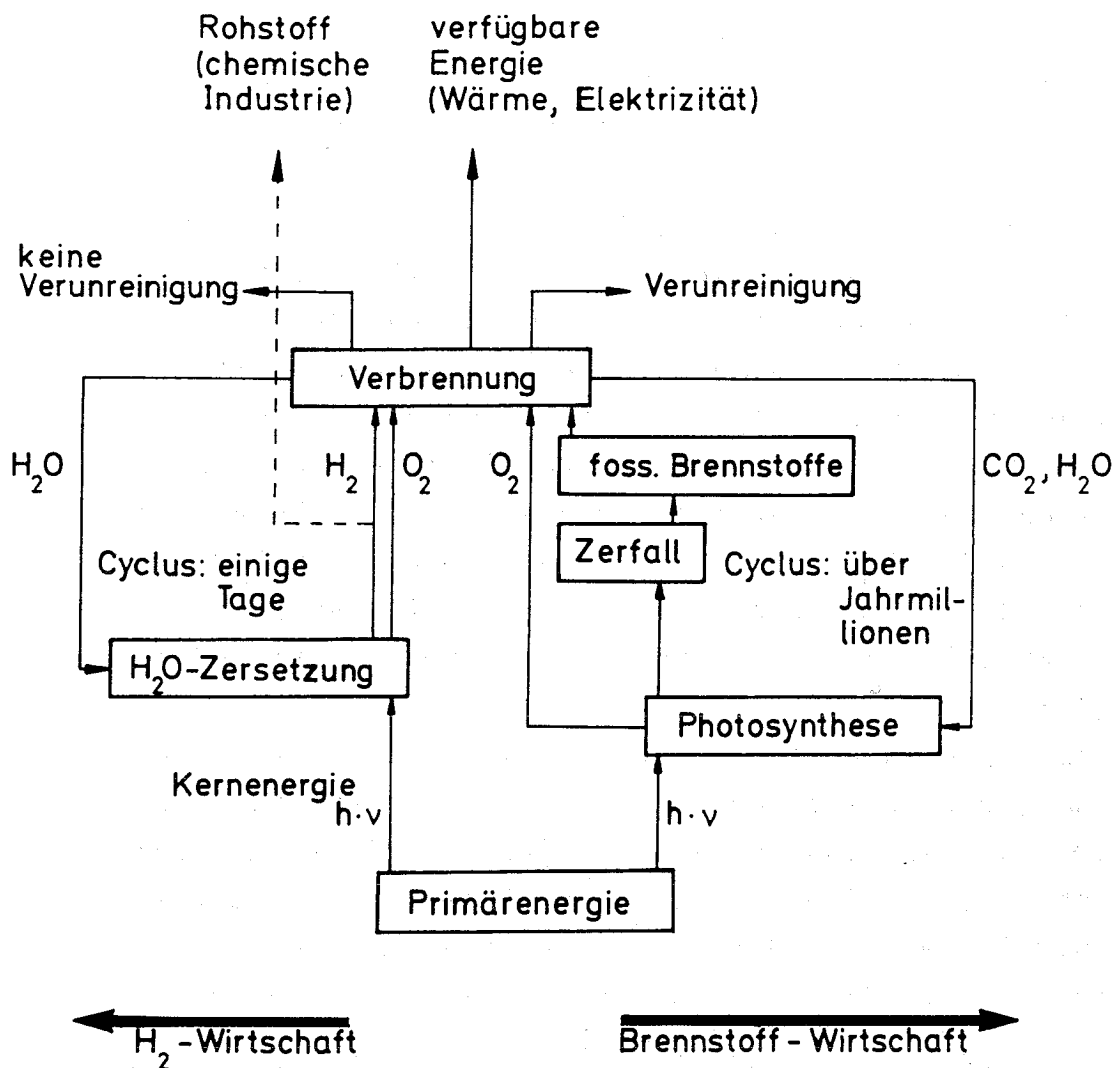 Rohstoff
(chemische
Industrie)
verfügbare
Energie
(Wärme, Elektrizität)
keine
Verunreinigung
Verunreinigung
Verbrennung
H₂O
H₂
O₂
O₂
foss. Brennstoffe
CO₂, H₂O
Zerfall
Cyclus: einige
Tage
Cyclus: über
Jahrmil-
lionen
H₂O-Zersetzung
Photosynthese
Kernenergie
h·ν
h·ν
Primärenergie
H₂-Wirtschaft
Brennstoff-Wirtschaft